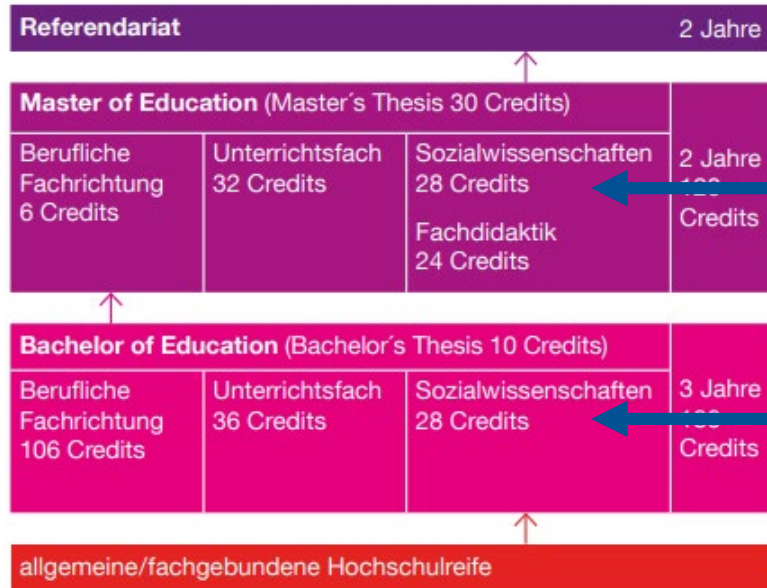 Referendariat 2 Jahre
Master of Education (Master´s Thesis 30 Credits)
Berufliche
Fachrichtung
6 Credits
Unterrichtsfach
32 Credits
Sozialwissenschaften
28 Credits
Fachdidaktik
24 Credits
2 Jahre
Credits
Bachelor of Education (Bachelor´s Thesis 10 Credits)
Berufliche
Fachrichtung
106 Credits
Unterrichtsfach
36 Credits
Sozialwissenschaften
28 Credits
3 Jahre
Credits
allgemeine/fachgebundene Hochschulreife